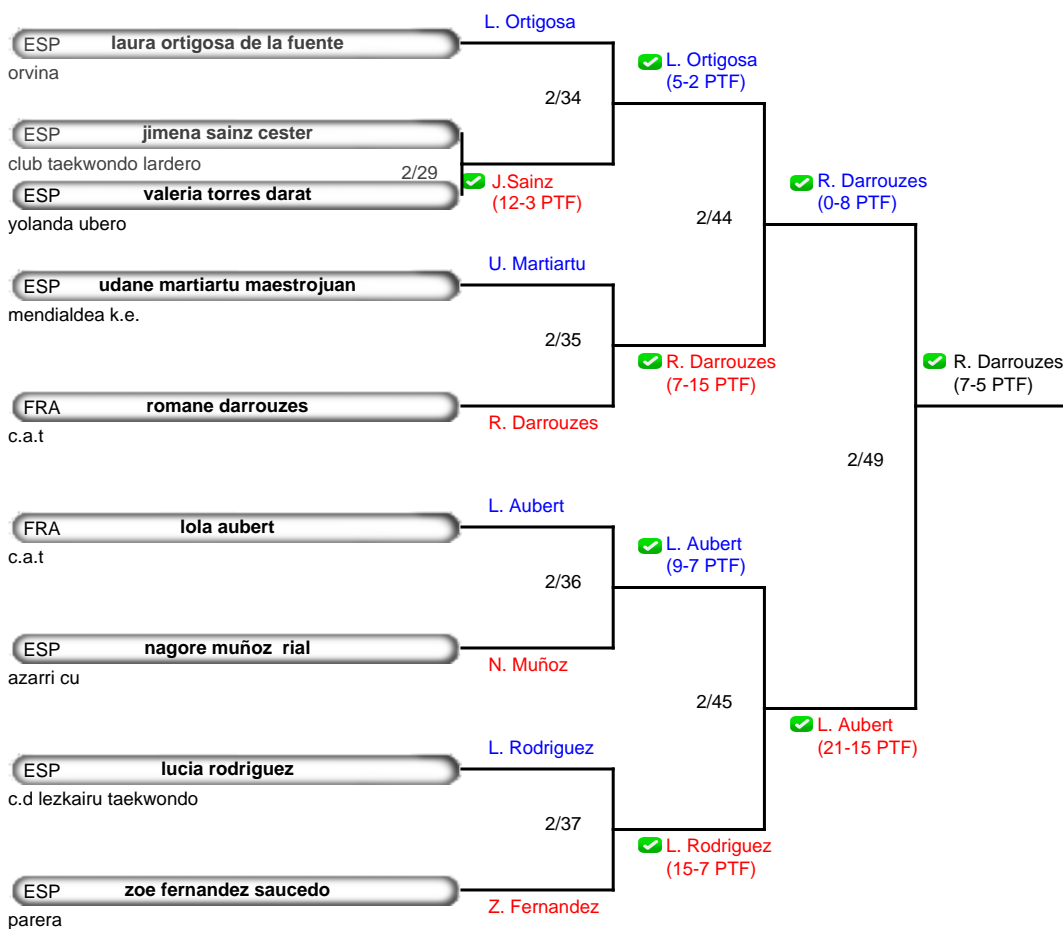 L. Ortigosa
ESP laura ortigosa de la fuente
orvina
L. Ortigosa
(5-2 PTF)
2/34
ESP jimena sainz cester
club taekwondo lardero
2/29
J.Sainz
(12-3 PTF)
ESP valeria torres darat
yolanda ubero
R. Darrouzes
(0-8 PTF)
2/44
U. Martiartu
ESP udane martiartu maestrojuan
mendialdea k.e.
2/35
R. Darrouzes
(7-15 PTF)
R. Darrouzes
(7-5 PTF)
FRA romane darrouzes
c.a.t
R. Darrouzes
2/49
L. Aubert
FRA lola aubert
c.a.t
L. Aubert
(9-7 PTF)
2/36
ESP nagore muñoz rial
azarri cu
N. Muñoz
2/45
L. Aubert
(21-15 PTF)
L. Rodriguez
ESP lucia rodriguez
c.d lezkairu taekwondo
2/37
L. Rodriguez
(15-7 PTF)
ESP zoe fernandez saucedo
parera
Z. Fernandez